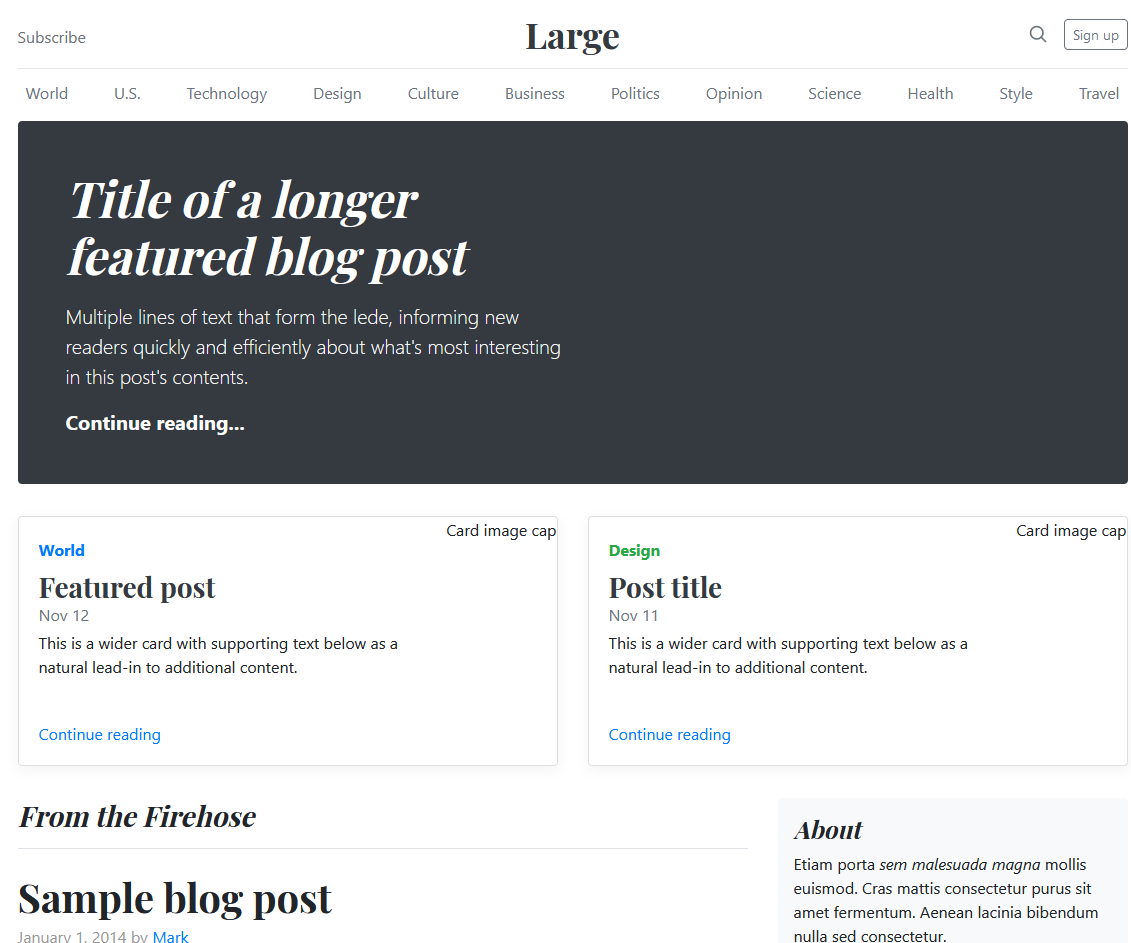 Subscribe
Large
Sign up
World U.S. Technology Design Culture Business Politics Opinion Science Health Style Travel
Title of a longer
featured blog post
Multiple lines of text that form the lede, informing new
readers quickly and efficiently about what's most interesting
in this post's contents.
Continue reading...
World
Card image cap
Featured post
Nov 12
This is a wider card with supporting text below as a
natural lead-in to additional content.
Continue reading
Design
Card image cap
Post title
Nov 11
This is a wider card with supporting text below as a
natural lead-in to additional content.
Continue reading
From the Firehose
Sample blog post
January 1, 2014 by Mark
About
Etiam porta sem malesuada magna mollis
euismod. Cras mattis consectetur purus sit
amet fermentum. Aenean lacinia bibendum
nulla sed consectetur.